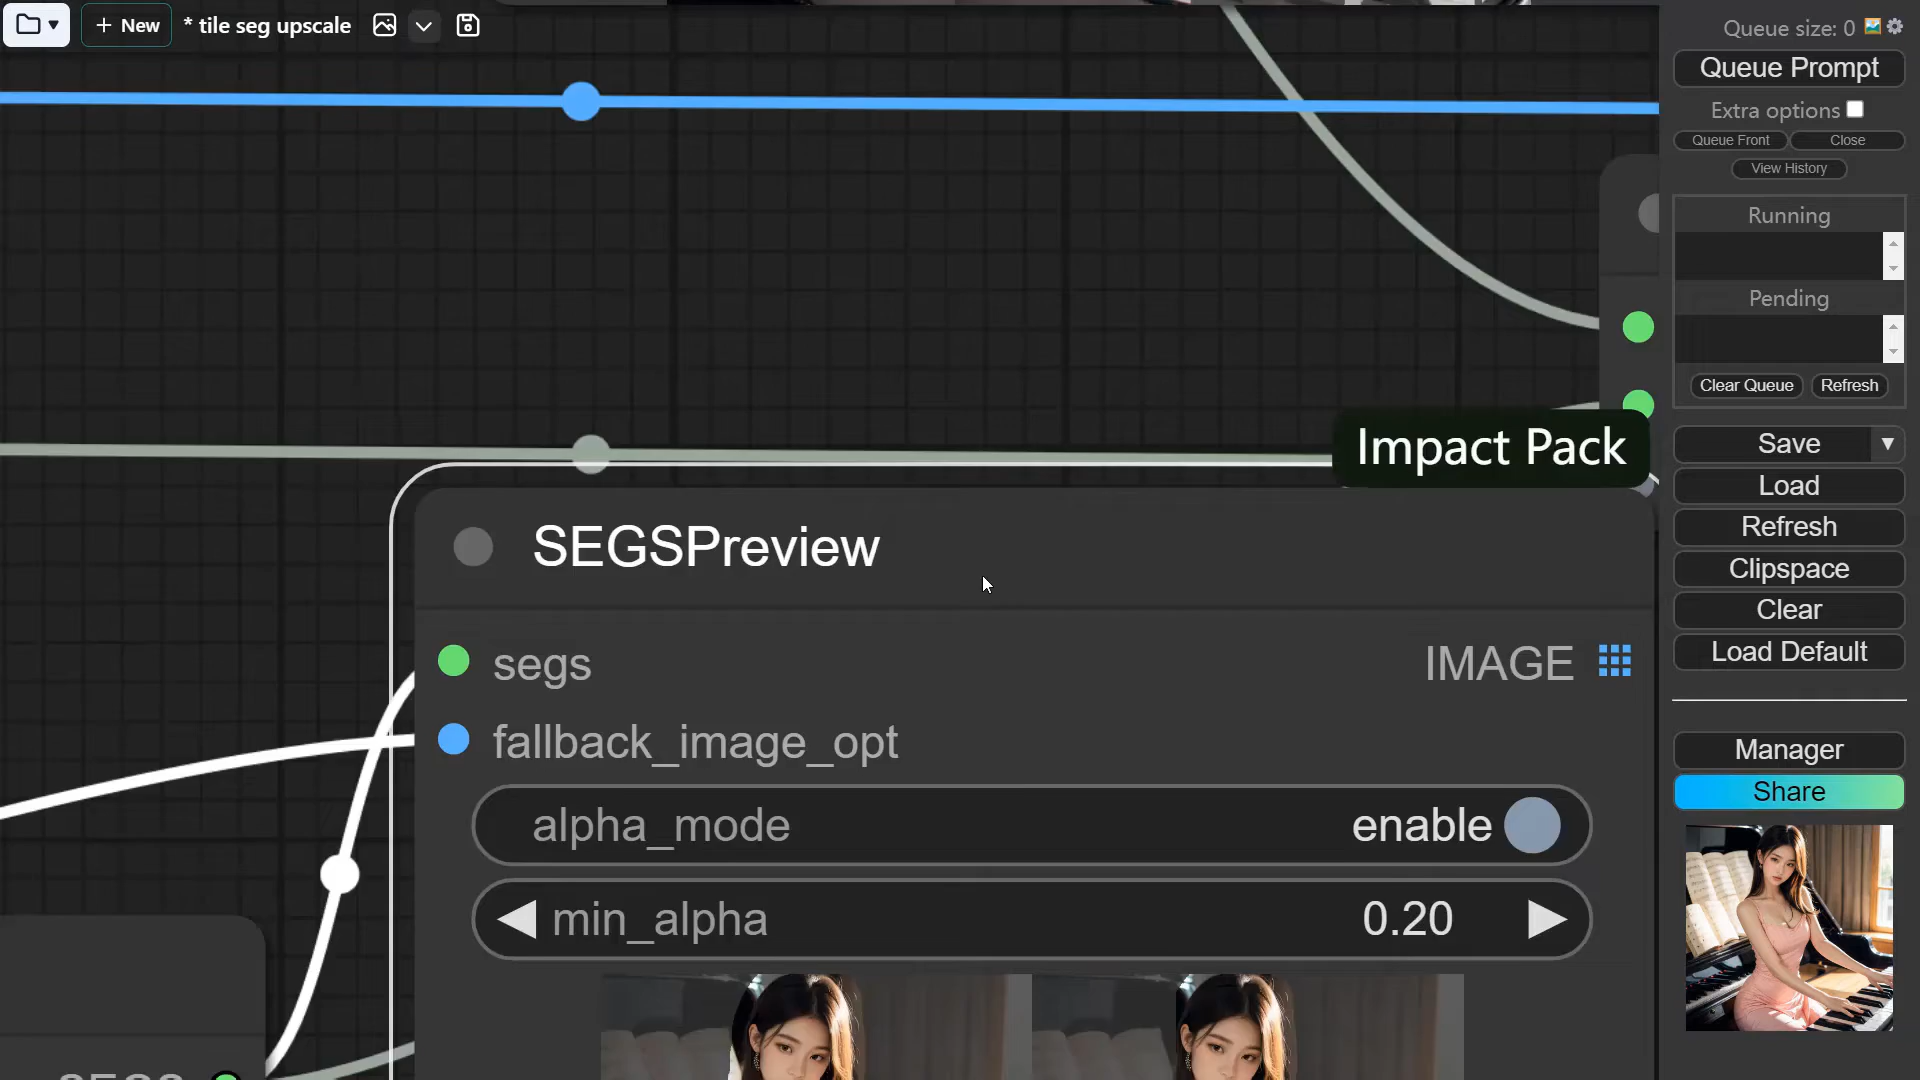 New
* tile seg upscale
Queue size: 0
Queue Prompt
Extra options
Queue Front
Close
View History
Running
Pending
Clear Queue
Refresh
Save
Load
Refresh
Clipspace
Clear
Load Default
Manager
Share
Impact Pack
SEGSPreview
segs
IMAGE
fallback_image_opt
alpha_mode
enable
min_alpha
0.20